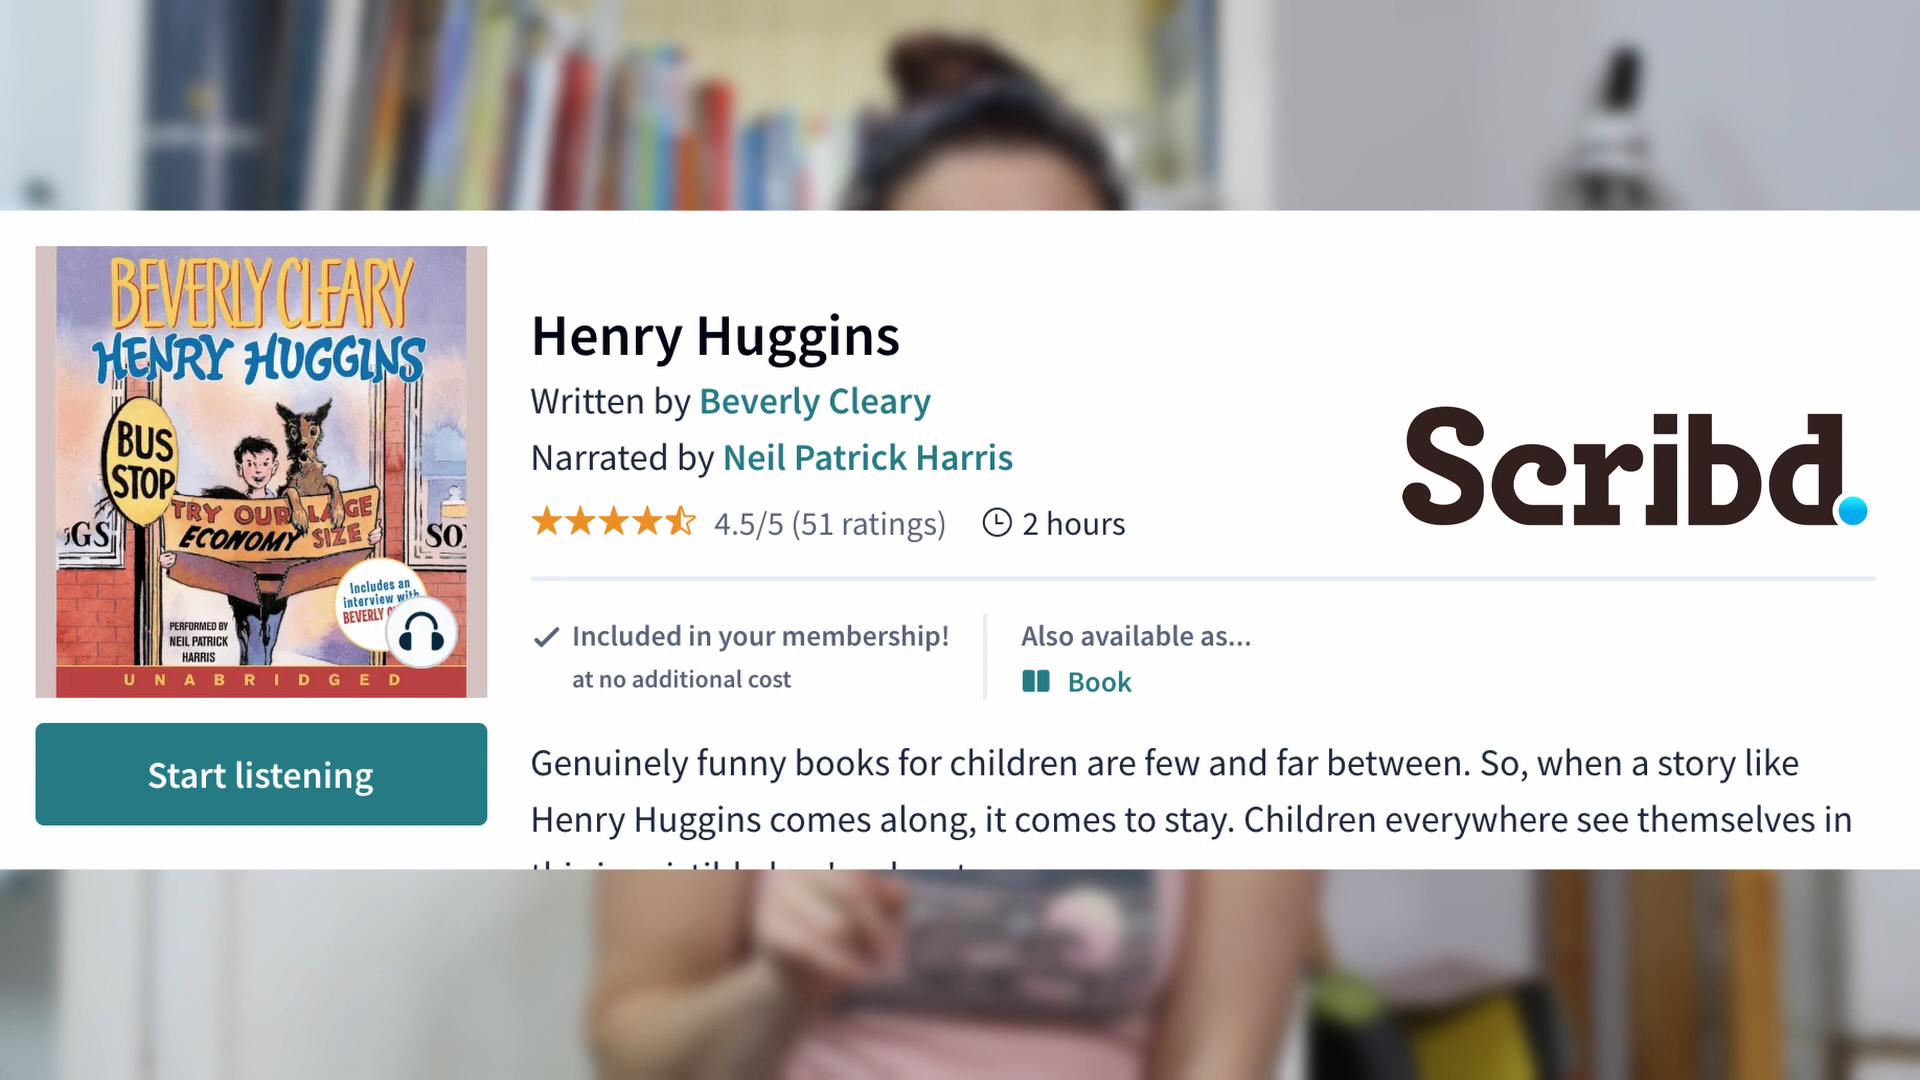 BEVERLY CLEARY
HENRY HUGGINS
BUS
STOP
TRY OUR LARGE
ECONOMY SIZE
GS
SO
Includes an
interview with
BEVERLY
PERFORMED BY
NEIL PATRICK
HARRIS
UNABRIDGED
Start listening
Henry Huggins
Written by Beverly Cleary
Narrated by Neil Patrick Harris
4.5/5 (51 ratings) 2 hours
Scribd.
Included in your membership!
at no additional cost
Also available as...
Book
Genuinely funny books for children are few and far between. So, when a story like
Henry Huggins comes along, it comes to stay. Children everywhere see themselves in